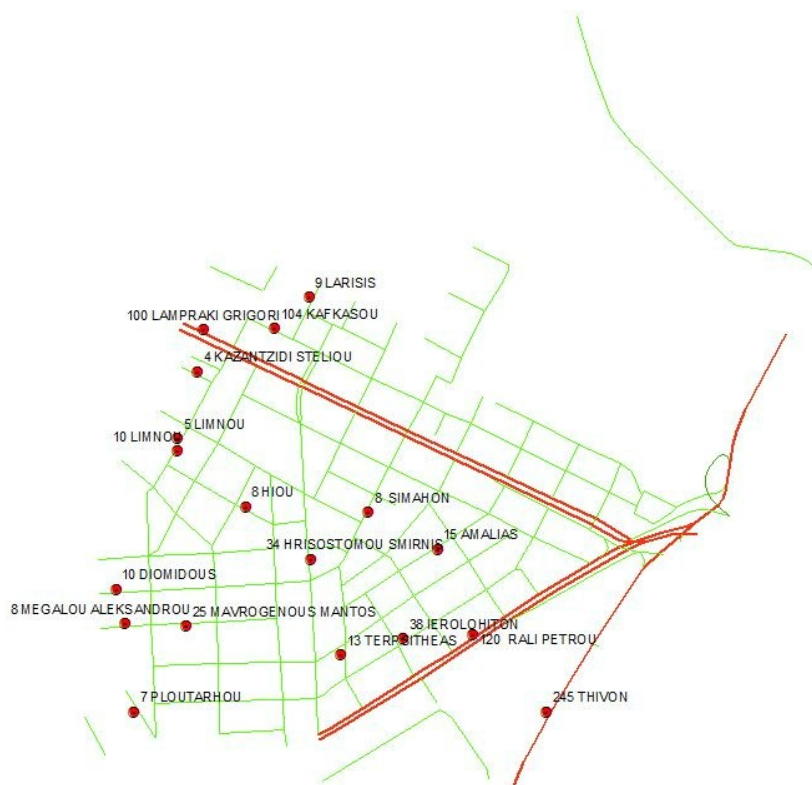 9 LARISIS
100 LAMPRAKI GRIGORI
104 KAFKASOU
4 KAZANTZIDI STELIOU
5 LIMNOU
10 LIMNOU
8 HIOU
8 SIMAHON
15 AMALIAS
34 HRISOSTOMOU SMIRNIS
10 DIOMIDOUS
8 MEGALOU ALEKSANDROU
25 MAVROGENOUS MANTOS
38 IEROLOHITON
13 TERPSITHEAS
120 RALI PETROU
7 PLOUTARHOU
245 THIVON